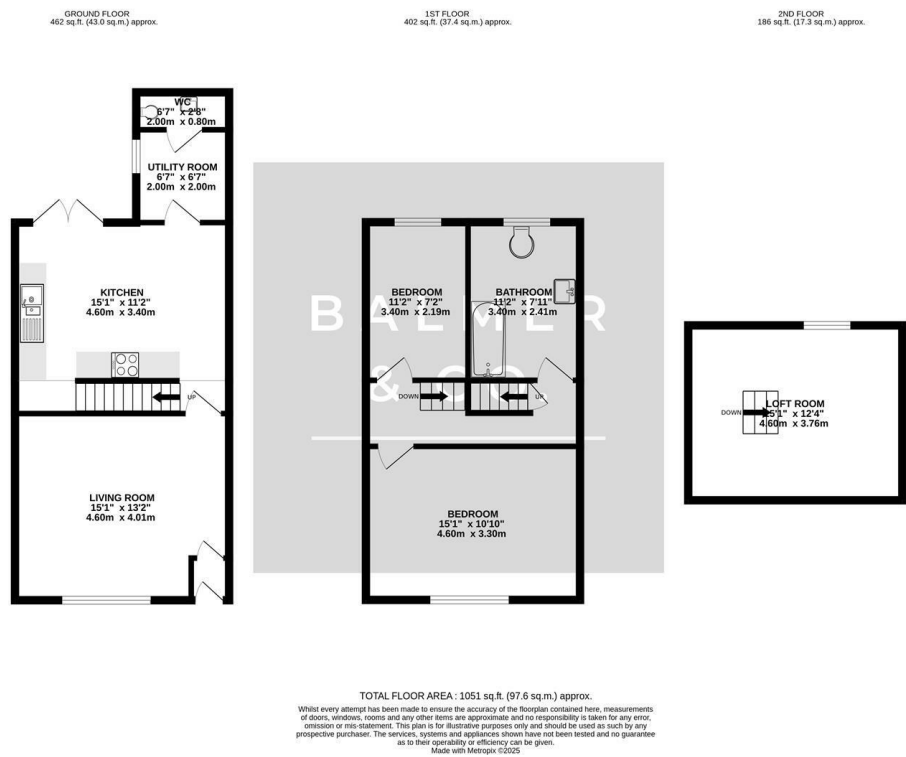 GROUND FLOOR
462 sq.ft. (43.0 sq.m.) approx.
1ST FLOOR
402 sq.ft. (37.4 sq.m.) approx.
2ND FLOOR
186 sq.ft. (17.3 sq.m.) approx.
WC
6'7" x 2'8"
2.00m x 0.80m
UTILITY ROOM
6'7" x 6'7"
2.00m x 2.00m
KITCHEN
15'1" x 11'2"
4.60m x 3.40m
UP
LIVING ROOM
15'1" x 13'2"
4.60m x 4.01m
BEDROOM
11'2" x 7'2"
3.40m x 2.19m
BATHROOM
11'2" x 7'11"
3.40m x 2.41m
BALMER
& CO.
DOWN
UP
BEDROOM
15'1" x 10'10"
4.60m x 3.30m
DOWN
LOFT ROOM
15'1" x 12'4"
4.60m x 3.76m
TOTAL FLOOR AREA : 1051 sq.ft. (97.6 sq.m.) approx.
Whilst every attempt has been made to ensure the accuracy of the floorplan contained here, measurements
of doors, windows, rooms and any other items are approximate and no responsibility is taken for any error,
omission or mis-statement. This plan is for illustrative purposes only and should be used as such by any
prospective purchaser. The services, systems and appliances shown have not been tested and no guarantee
as to their operability or efficiency can be given.
Made with Metropix ©2025